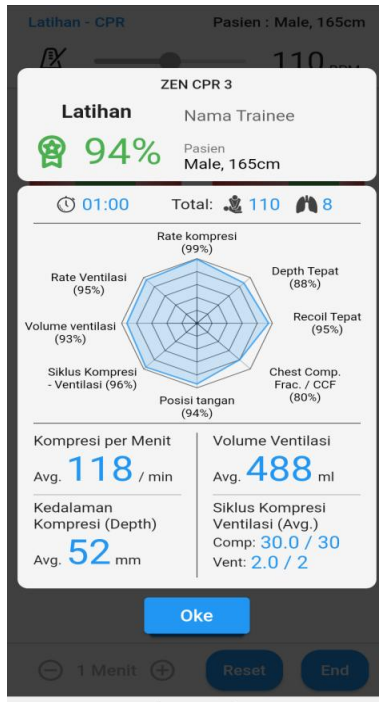 Latihan - CPR Pasien : Male, 165cm
110 CPM
ZEN CPR 3
Latihan Nama Trainee
94% Pasien
Male, 165cm
01:00 Total: 110 8
Rate kompresi
(99%)
Depth Tepat
(88%)
Recoil Tepat
(95%)
Chest Comp.
Frac. / CCF
(80%)
Posisi tangan
(94%)
Siklus Kompresi
- Ventilasi (96%)
Volume ventilasi
(93%)
Rate Ventilasi
(95%)
Kompresi per Menit
Avg. 118 / min
Volume Ventilasi
Avg. 488 ml
Kedalaman
Kompresi (Depth)
Avg. 52 mm
Siklus Kompresi
Ventilasi (Avg.)
Comp: 30.0 / 30
Vent: 2.0 / 2
Oke
1 Menit Reset End